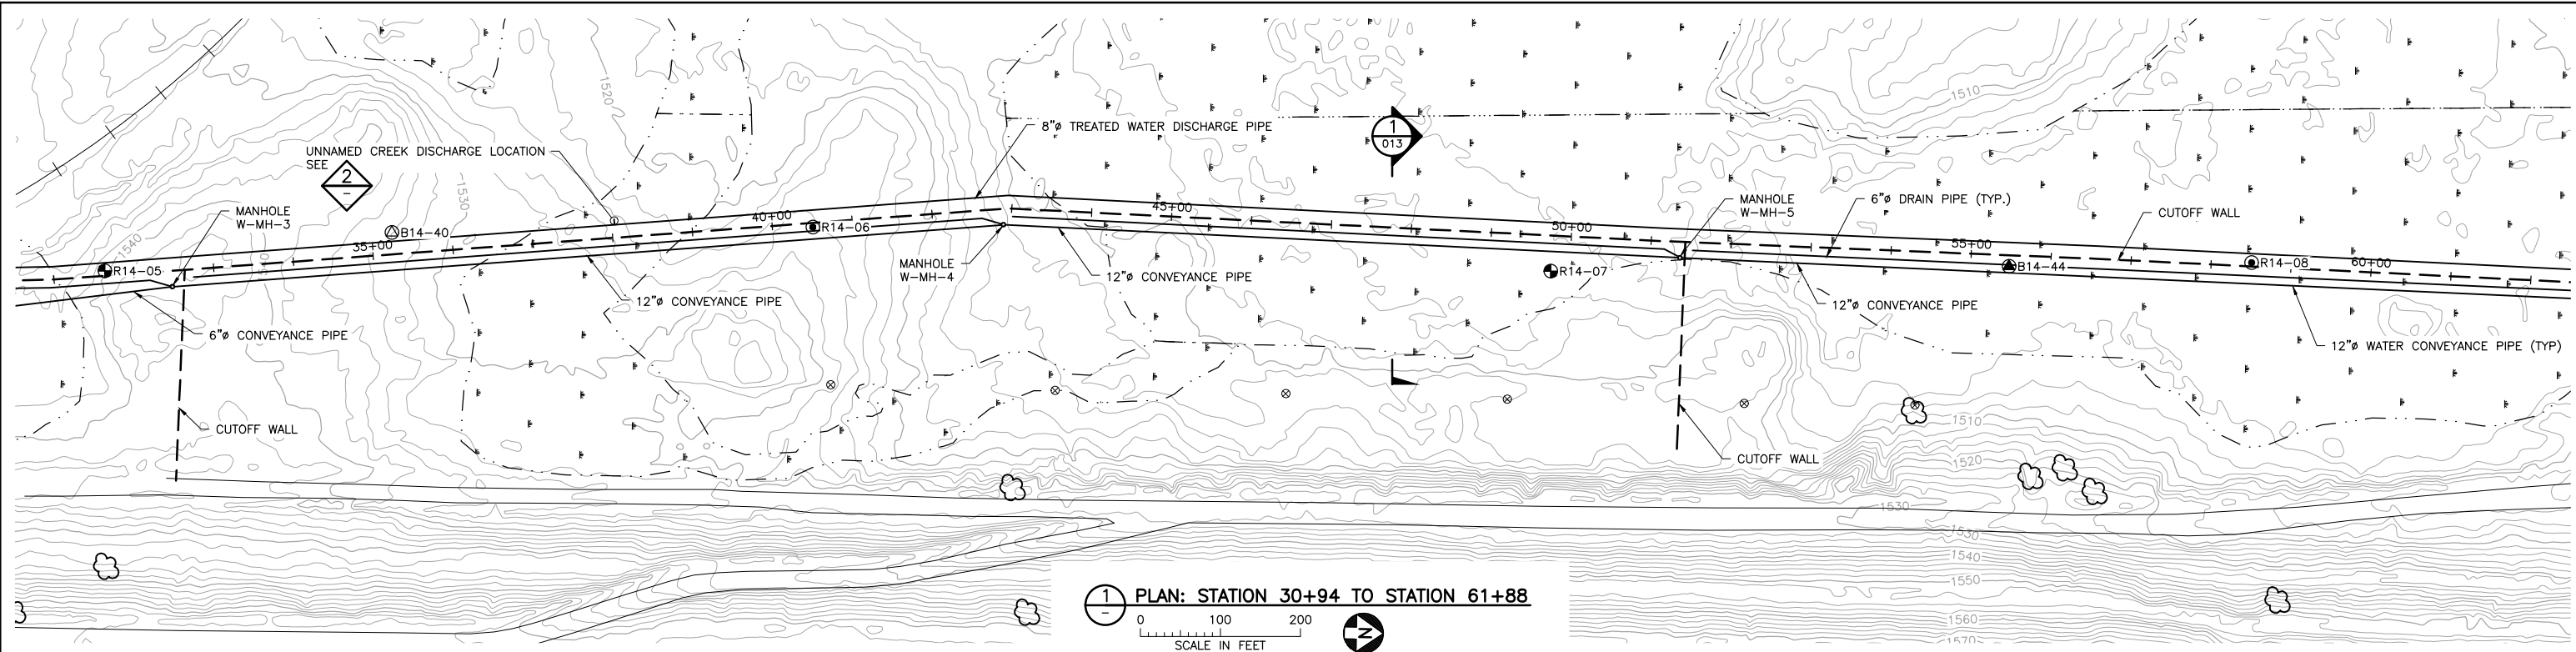 1520
1510
8"ø TREATED WATER DISCHARGE PIPE
1
013
UNNAMED CREEK DISCHARGE LOCATION
SEE
2
-
1530
MANHOLE
W-MH-3
MANHOLE
W-MH-5
6"ø DRAIN PIPE (TYP.)
CUTOFF WALL
1540
B14-40
35+00
40+00
R14-06
45+00
50+00
55+00
60+00
R14-05
MANHOLE
W-MH-4
R14-07
B14-44
R14-08
12"ø CONVEYANCE PIPE
12"ø CONVEYANCE PIPE
12"ø CONVEYANCE PIPE
6"ø CONVEYANCE PIPE
12"ø WATER CONVEYANCE PIPE (TYP)
CUTOFF WALL
CUTOFF WALL
1510
1520
1530
1530
1540
1550
1560
1570
1
-
PLAN: STATION 30+94 TO STATION 61+88
0 100 200
SCALE IN FEET
N